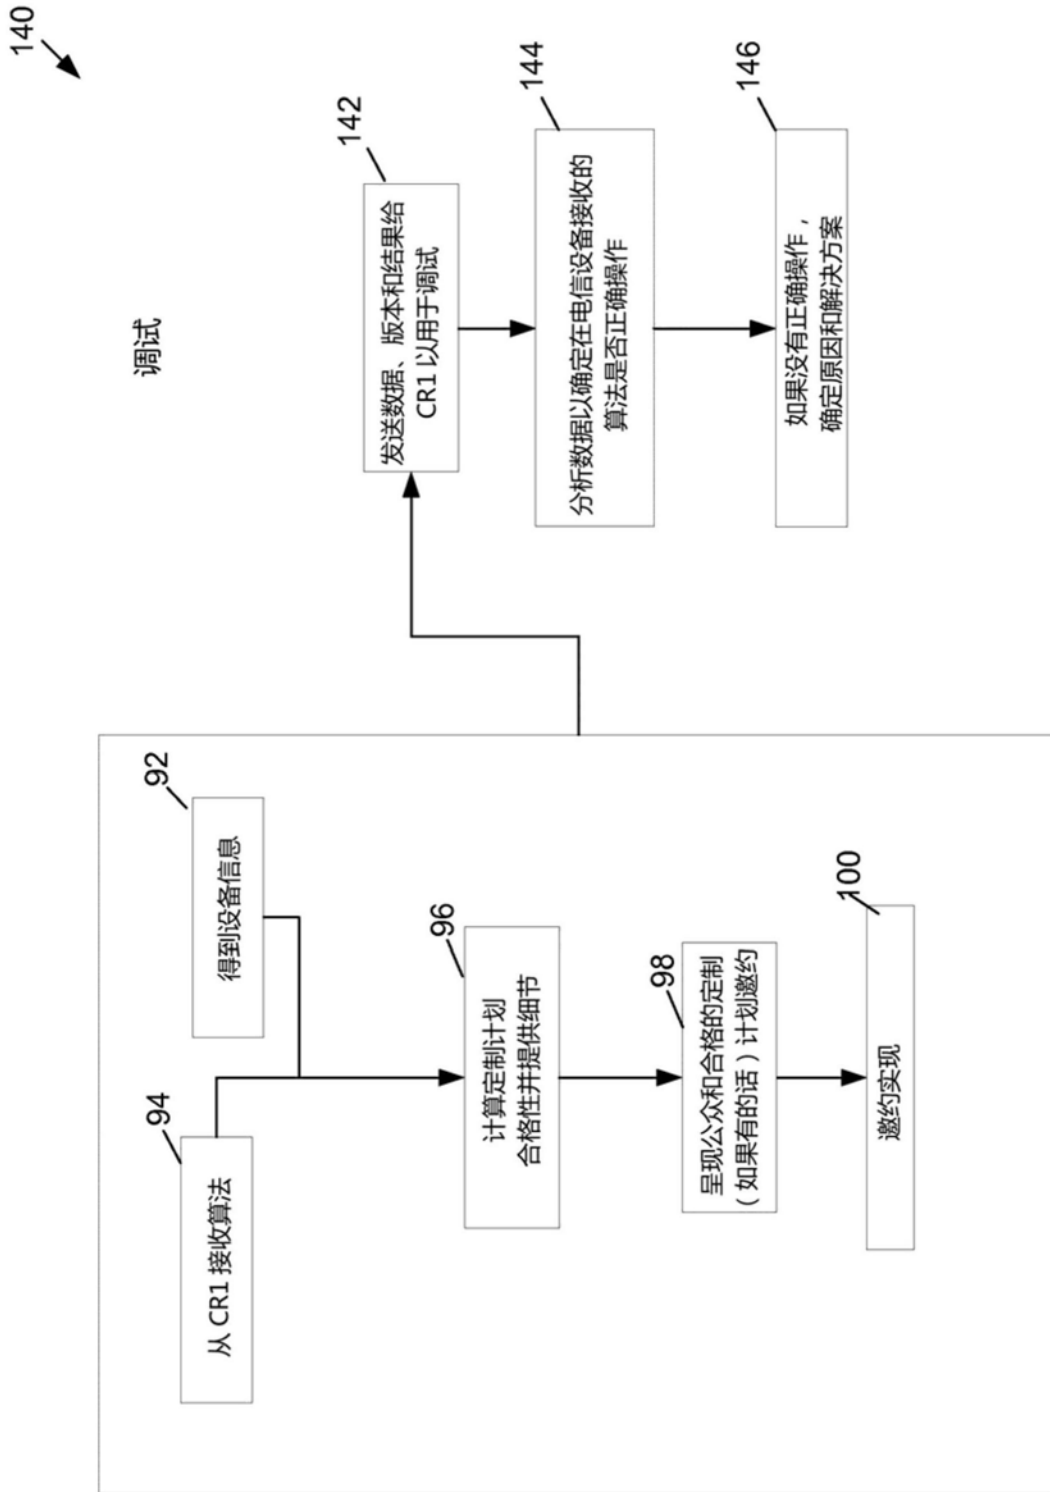 140
调试
94
从 CR1 接收算法
92
得到设备信息
96
计算定制计划
合格性并提供细节
98
呈现公众和合格的定制
（如果有的话）计划邀约
100
邀约实现
142
发送数据、版本和结果给
CR1 以用于调试
144
分析数据以确定在电信设备接收的
算法是否正确操作
146
如果没有正确操作，
确定原因和解决方案